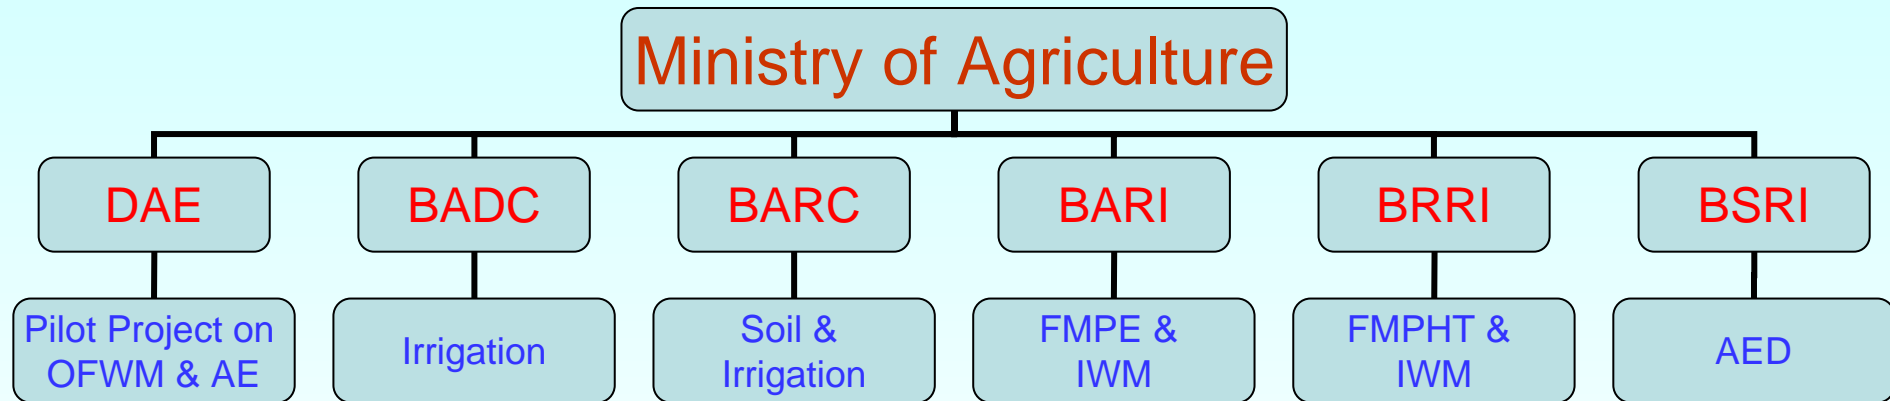 Ministry of Agriculture
DAE
BADC
BARC
BARI
BRRI
BSRI
Pilot Project on
OFWM & AE
Irrigation
Soil &
Irrigation
FMPE &
IWM
FMPHT &
IWM
AED